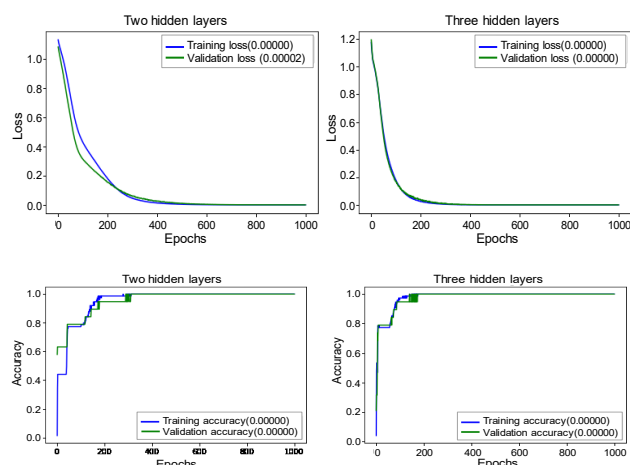 Two hidden layers
Training loss(0.00000)
Validation loss (0.00002)
Loss
1.0
0.8
0.6
0.4
0.2
0.0
0 200 400 600 800 1000
Epochs
Three hidden layers
Training loss(0.00000)
Validation loss (0.00000)
Loss
1.2
1.0
0.8
0.6
0.4
0.2
0.0
0 200 400 600 800 1000
Epochs
Two hidden layers
Accuracy
1.0
0.8
0.6
0.4
0.2
0.0
Training accuracy(0.00000)
Validation accuracy(0.00000)
0 200 400 600 800 1000
Epochs
Three hidden layers
Accuracy
1.0
0.8
0.6
0.4
0.2
0.0
Training accuracy(0.00000)
Validation accuracy(0.00000)
0 200 400 600 800 1000
Epochs